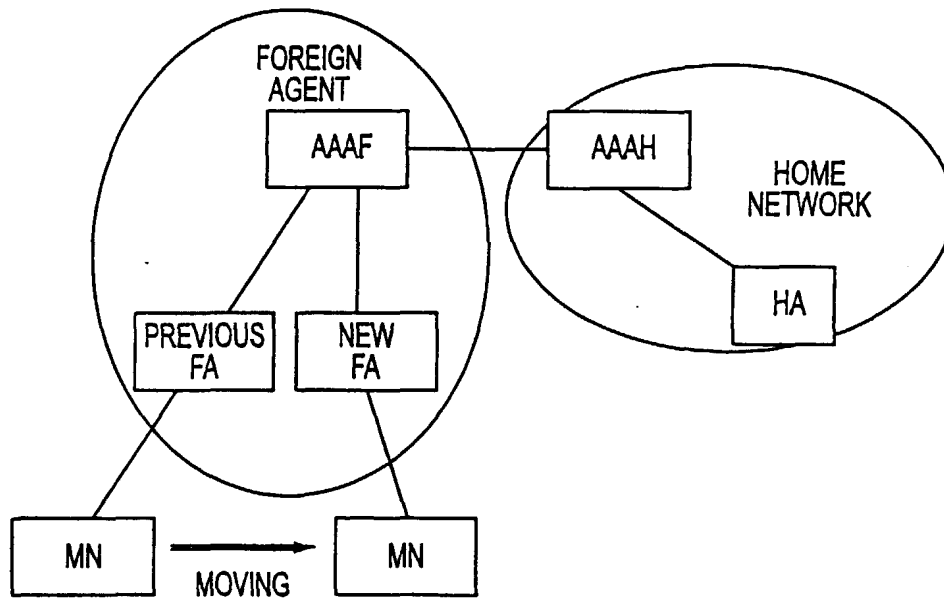 FOREIGN
AGENT
AAAF
AAAH
HOME
NETWORK
HA
PREVIOUS
FA
NEW
FA
MN
MOVING
MN